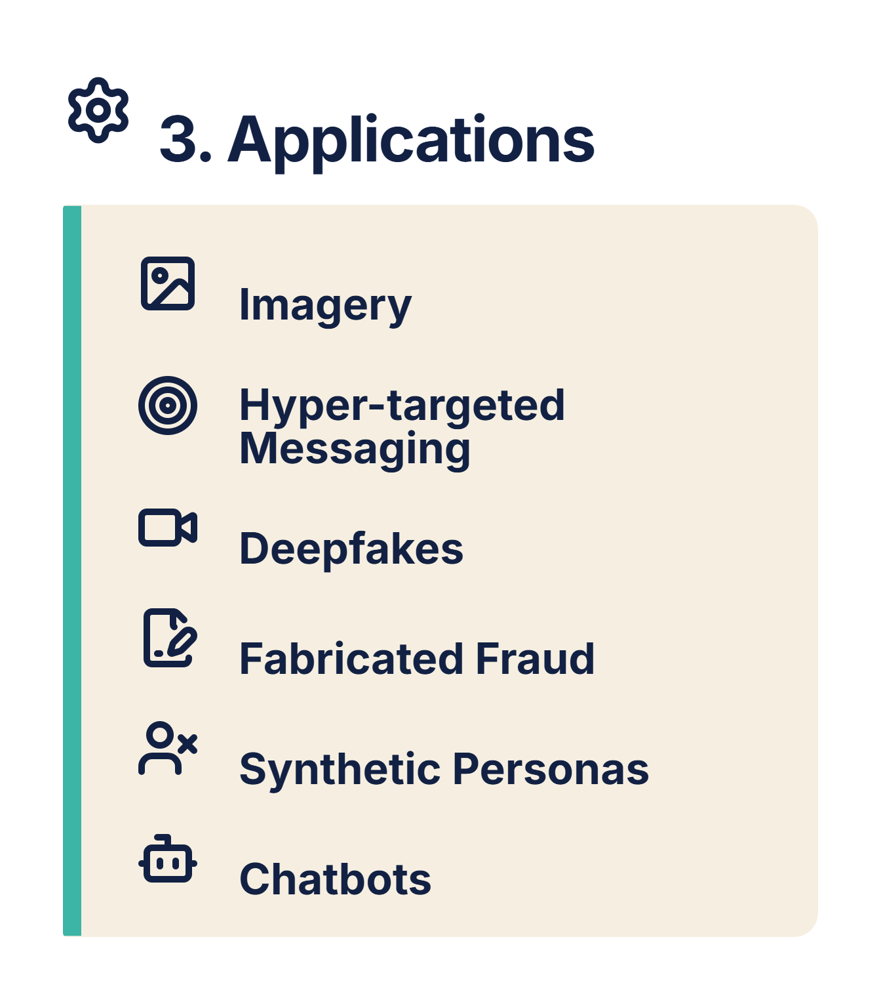 3. Applications
Imagery
Hyper-targeted
Messaging
Deepfakes
Fabricated Fraud
Synthetic Personas
Chatbots